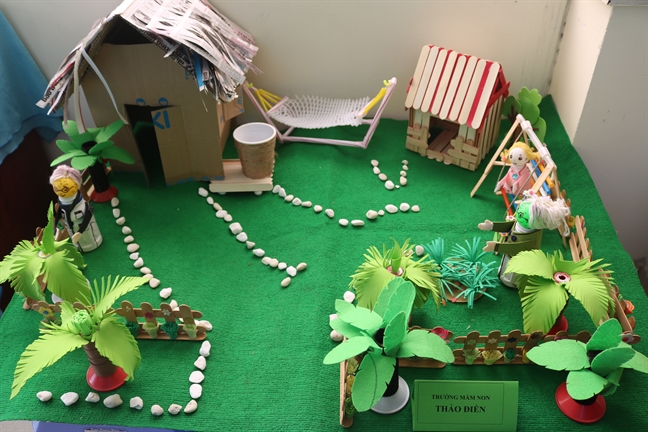 TRƯỜNG MẦM NON
THẢO ĐIỀN